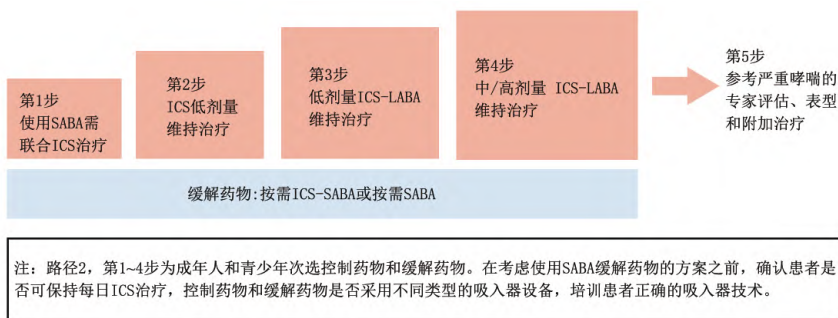 第1步
使用SABA需
联合ICS治疗
第2步
ICS低剂量
维持治疗
第3步
低剂量ICS-LABA
维持治疗
第4步
中/高剂量 ICS-LABA
维持治疗
第5步
参考严重哮喘的
专家评估、表型
和附加治疗
缓解药物:按需ICS-SABA或按需SABA
注：路径2，第1~4步为成年人和青少年次选控制药物和缓解药物。在考虑使用SABA缓解药物的方案之前，确认患者是
否可保持每日ICS治疗，控制药物和缓解药物是否采用不同类型的吸入器设备，培训患者正确的吸入器技术。